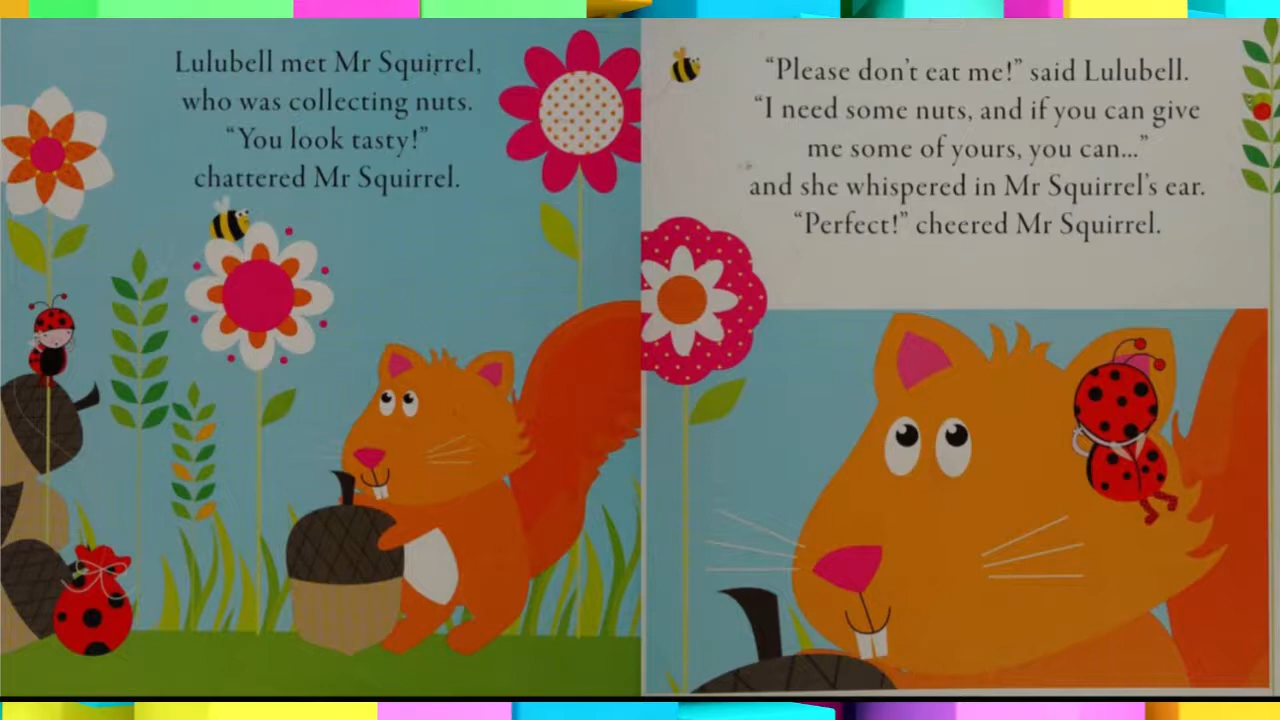 Lulubell met Mr Squirrel,
who was collecting nuts.
“You look tasty!”
chattered Mr Squirrel.
“Please don’t eat me!” said Lulubell.
“I need some nuts, and if you can give
me some of yours, you can...”
and she whispered in Mr Squirrel’s ear.
“Perfect!” cheered Mr Squirrel.